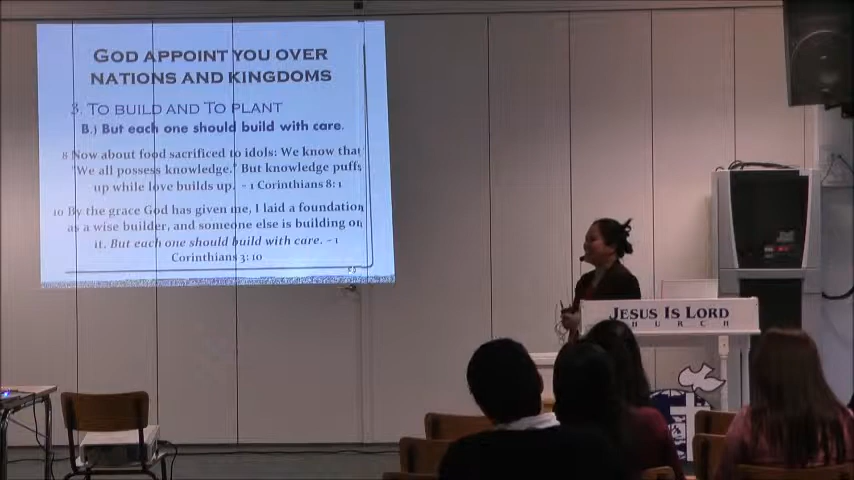 GOD APPOINT YOU OVER
NATIONS AND KINGDOMS
3. TO BUILD AND TO PLANT
B.) But each one should build with care.
8 Now about food sacrificed to idols: We know that
"We all possess knowledge." But knowledge puffs
up while love builds up. - 1 Corinthians 8: 1
10 By the grace God has given me, I laid a foundation
as a wise builder, and someone else is building on
it. But each one should build with care. - 1
Corinthians 3: 10
JESUS IS LORD
CHURCH